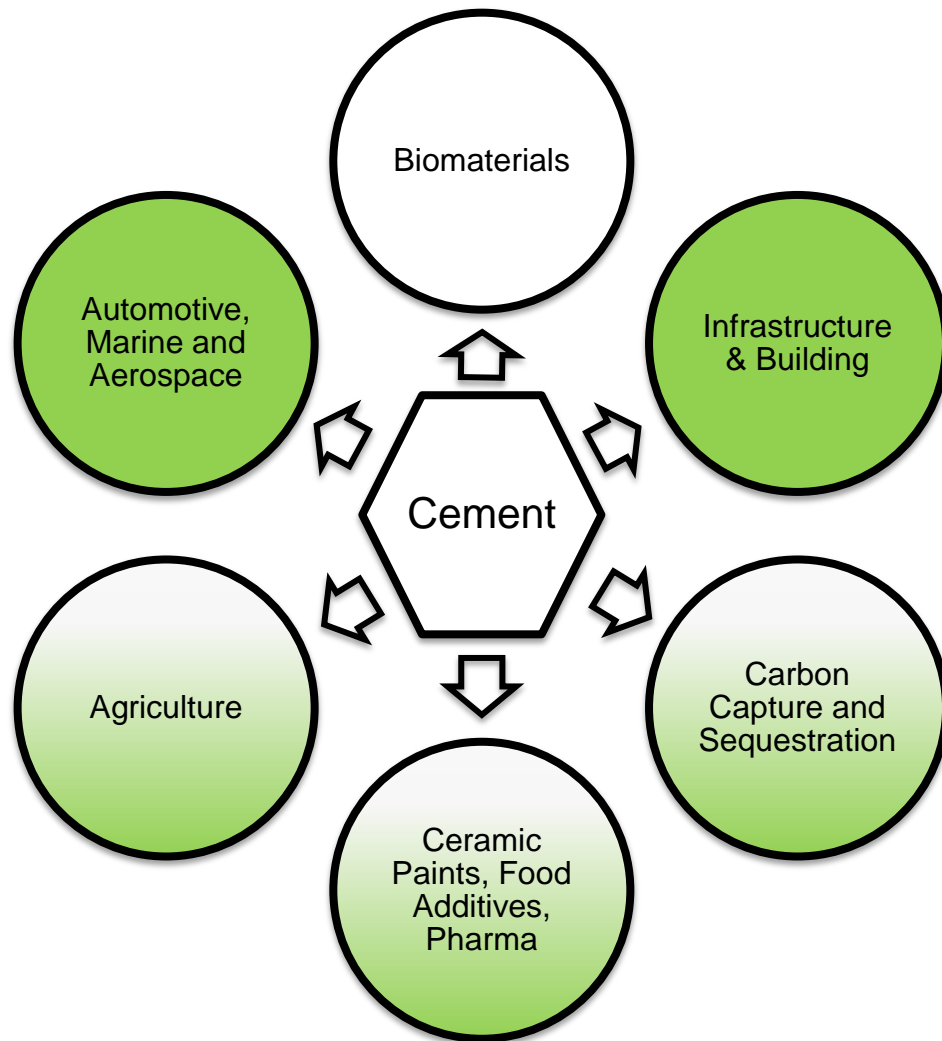 Biomaterials
Automotive,
Marine and
Aerospace
Infrastructure
& Building
Cement
Agriculture
Carbon
Capture and
Sequestration
Ceramic
Paints, Food
Additives,
Pharma